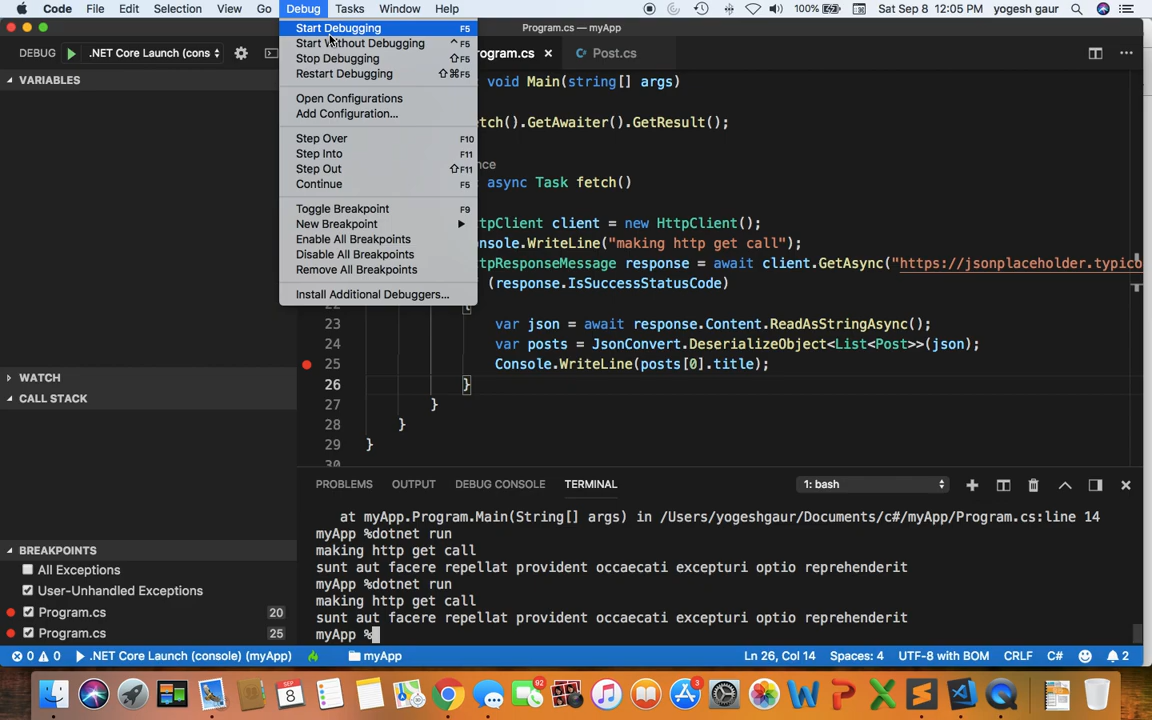 Code File Edit Selection View Go Debug Tasks Window Help 100% Sat Sep 8 12:05 PM yogesh gaur
Program.cs — myApp
DEBUG .NET Core Launch (cons
ogram.cs × Post.cs
Start Debugging F5
Start Without Debugging ^F5
Stop Debugging ⇧F5
Restart Debugging ⇧⌘F5
Open Configurations
Add Configuration...
Step Over F10
Step Into F11
Step Out ⇧F11
Continue F5
Toggle Breakpoint F9
New Breakpoint
Enable All Breakpoints
Disable All Breakpoints
Remove All Breakpoints
Install Additional Debuggers...
VARIABLES
WATCH
CALL STACK
BREAKPOINTS
All Exceptions
User-Unhandled Exceptions
Program.cs 20
Program.cs 25
void Main(string[] args)
tch().GetAwaiter().GetResult();
nce
async Task fetch()
tpClient client = new HttpClient();
nsole.WriteLine("making http get call");
tpResponseMessage response = await client.GetAsync("https://jsonplaceholder.typico
(response.IsSuccessStatusCode)
{
23 var json = await response.Content.ReadAsStringAsync();
24 var posts = JsonConvert.DeserializeObject<List<Post>>(json);
25 Console.WriteLine(posts[0].title);
26 }
27 }
28 }
29 }
30
PROBLEMS OUTPUT DEBUG CONSOLE TERMINAL 1: bash
at myApp.Program.Main(String[] args) in /Users/yogeshgaur/Documents/c#/myApp/Program.cs:line 14
myApp %dotnet run
making http get call
sunt aut facere repellat provident occaecati excepturi optio reprehenderit
myApp %dotnet run
making http get call
sunt aut facere repellat provident occaecati excepturi optio reprehenderit
myApp %
0 0 .NET Core Launch (console) (myApp) myApp Ln 26, Col 14 Spaces: 4 UTF-8 with BOM CRLF C# 2
8 92 3